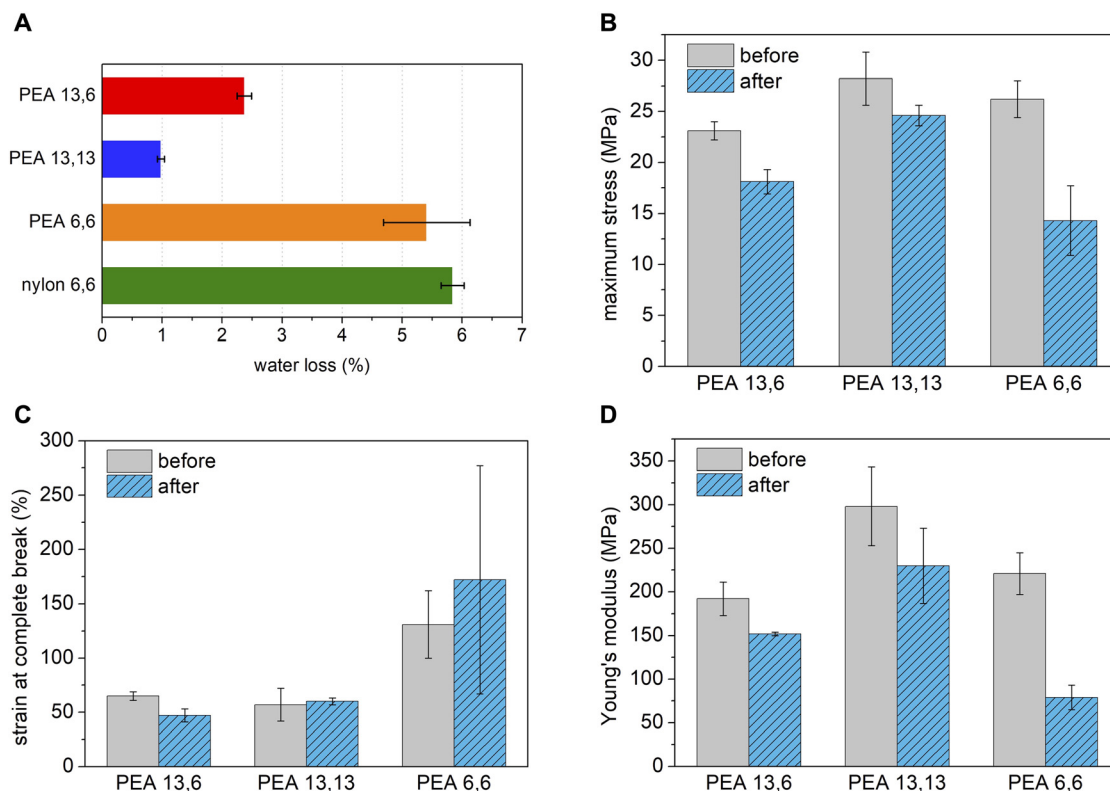 A
PEA 13,6
PEA 13,13
PEA 6,6
nylon 6,6
0 1 2 3 4 5 6 7
water loss (%)
B
before
after
maximum stress (MPa)
30
25
20
15
10
5
0
PEA 13,6 PEA 13,13 PEA 6,6
C
before
after
strain at complete break (%)
300
250
200
150
100
50
0
PEA 13,6 PEA 13,13 PEA 6,6
D
before
after
Young's modulus (MPa)
350
300
250
200
150
100
50
0
PEA 13,6 PEA 13,13 PEA 6,6